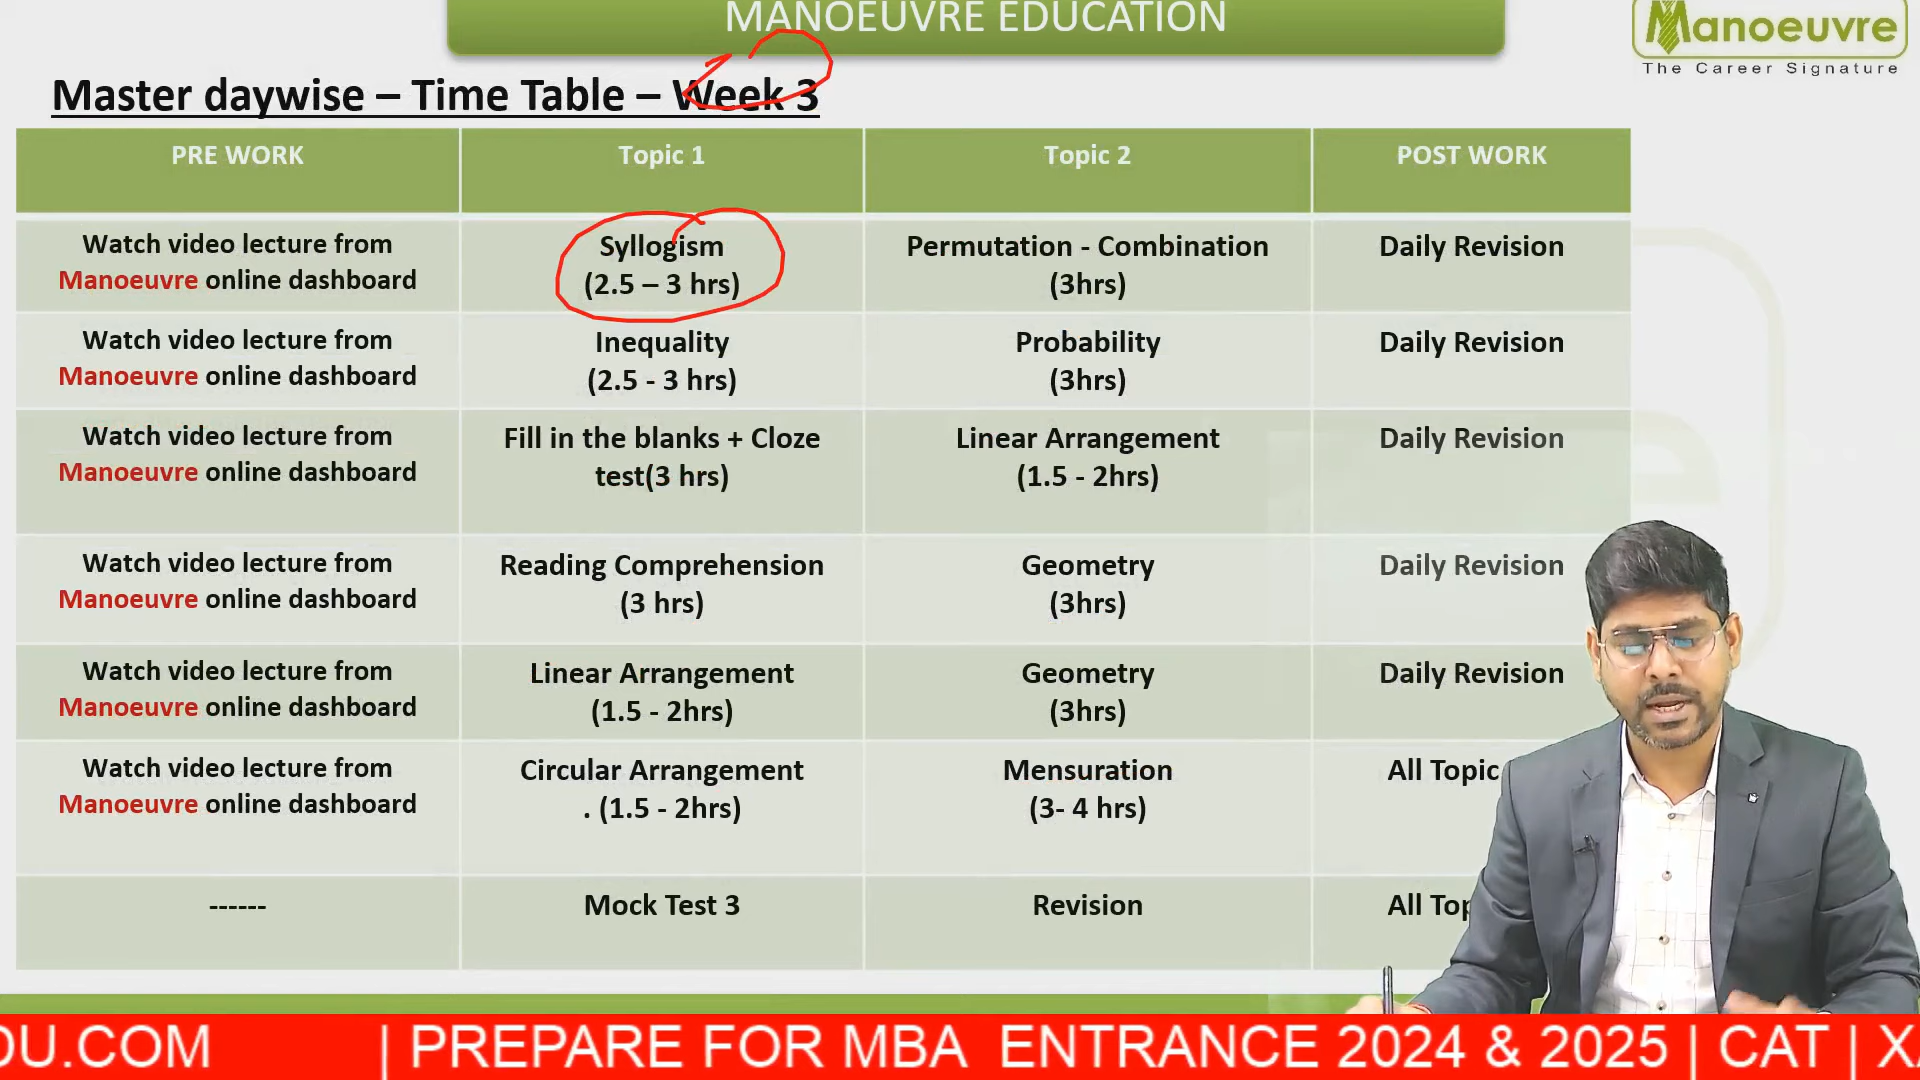 MANOEUVRE EDUCATION
Manoeuvre
The Career Signature
Master daywise – Time Table – Week 3
PRE WORK
Topic 1
Topic 2
POST WORK
Watch video lecture from
Manoeuvre online dashboard
Syllogism
(2.5 – 3 hrs)
Permutation - Combination
(3hrs)
Daily Revision
Watch video lecture from
Manoeuvre online dashboard
Inequality
(2.5 - 3 hrs)
Probability
(3hrs)
Daily Revision
Watch video lecture from
Manoeuvre online dashboard
Fill in the blanks + Cloze
test(3 hrs)
Linear Arrangement
(1.5 - 2hrs)
Daily Revision
Watch video lecture from
Manoeuvre online dashboard
Reading Comprehension
(3 hrs)
Geometry
(3hrs)
Daily Revision
Watch video lecture from
Manoeuvre online dashboard
Linear Arrangement
(1.5 - 2hrs)
Geometry
(3hrs)
Daily Revision
Watch video lecture from
Manoeuvre online dashboard
Circular Arrangement
. (1.5 - 2hrs)
Mensuration
(3- 4 hrs)
All Topic
------
Mock Test 3
Revision
All Top
DU.COM | PREPARE FOR MBA ENTRANCE 2024 & 2025 | CAT | X